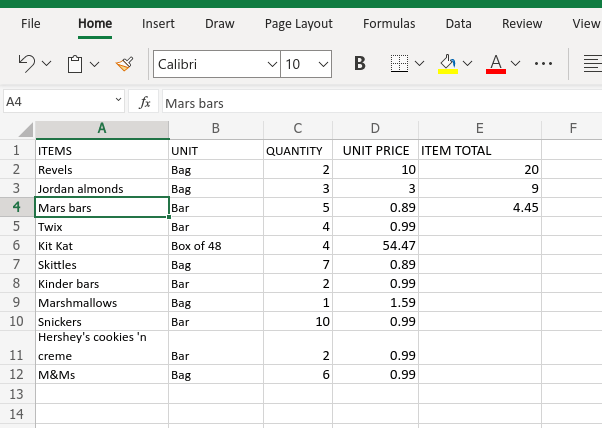 File Home Insert Draw Page Layout Formulas Data Review View
Calibri 10 B A
A4 fx Mars bars
A B C D E F
1 ITEMS UNIT QUANTITY UNIT PRICE ITEM TOTAL
2 Revels Bag 2 10 20
3 Jordan almonds Bag 3 3 9
4 Mars bars Bar 5 0.89 4.45
5 Twix Bar 4 0.99
6 Kit Kat Box of 48 4 54.47
7 Skittles Bag 7 0.89
8 Kinder bars Bar 2 0.99
9 Marshmallows Bag 1 1.59
10 Snickers Bar 10 0.99
Hershey's cookies 'n
11 creme Bar 2 0.99
12 M&Ms Bag 6 0.99
13
14